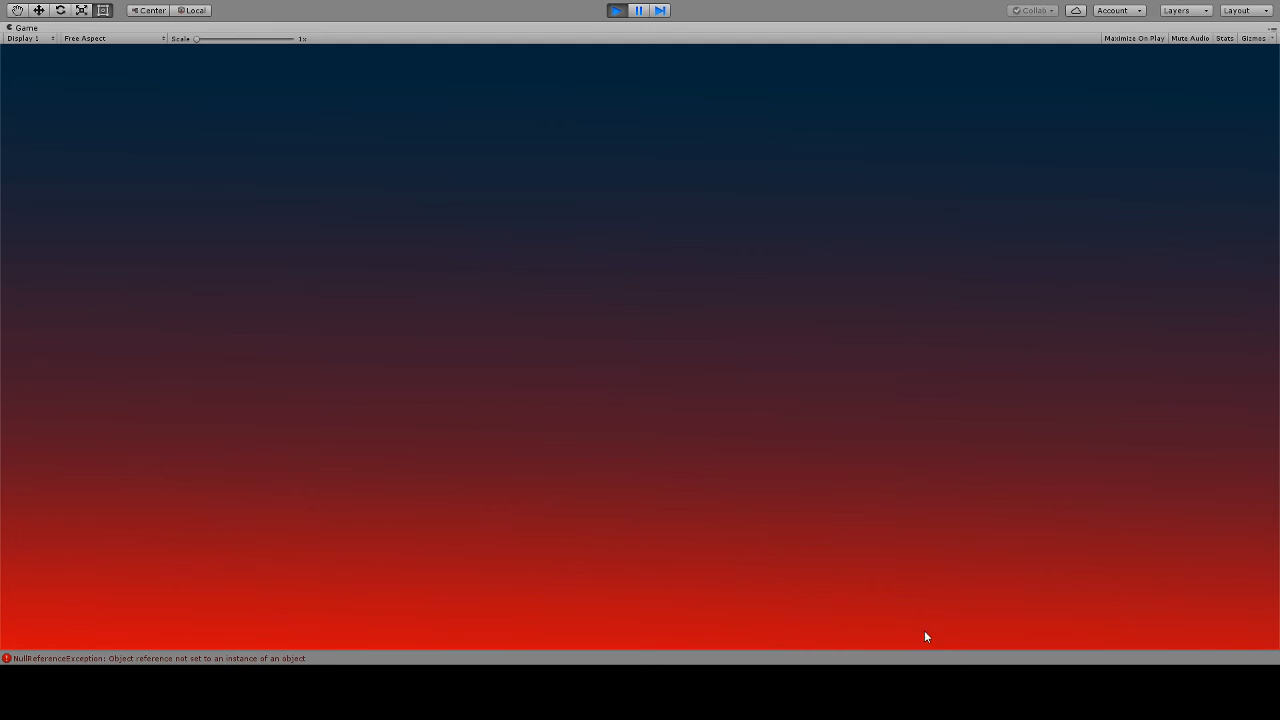 Center Local Collab Account Layers Layout
Game
Display 1 Free Aspect Scale 1x Maximize On Play Mute Audio Stats Gizmos
NullReferenceException: Object reference not set to an instance of an object